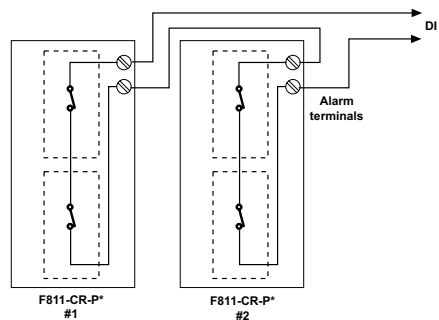 DI
Alarm
terminals
F811-CR-P*
#1
F811-CR-P*
#2